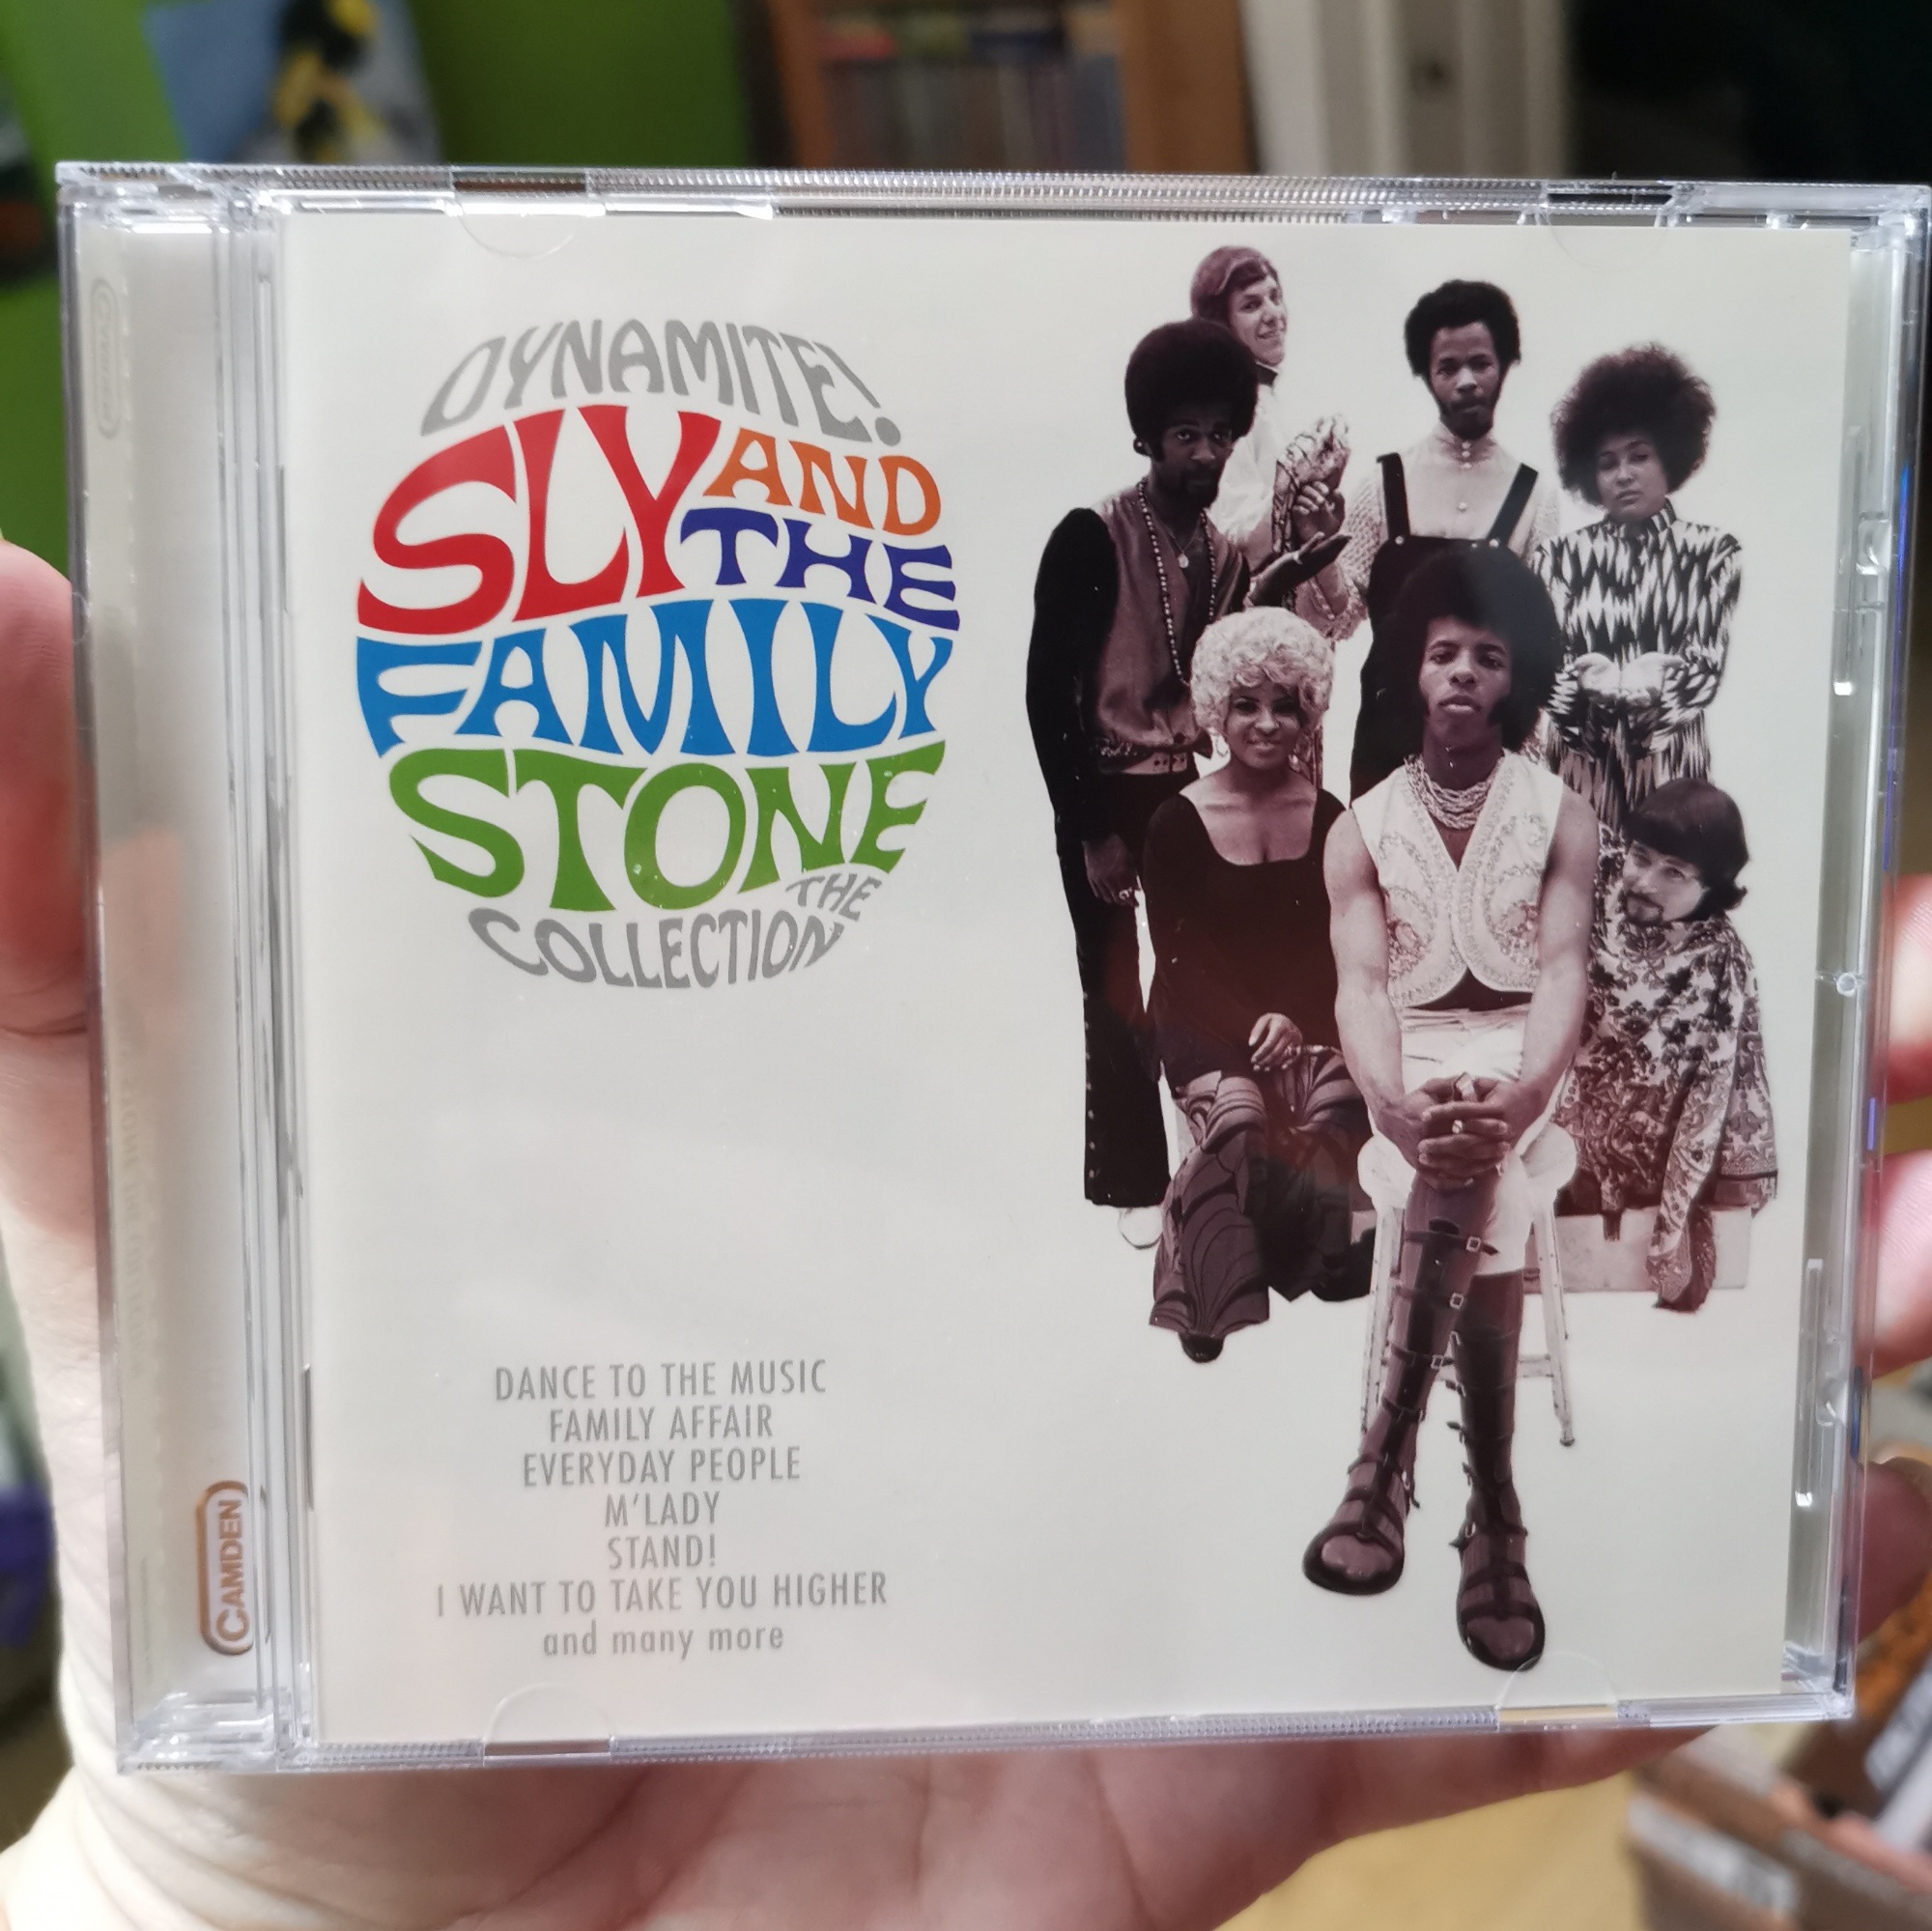 DYNAMITE!
SLY AND
THE
FAMILY
STONE
THE
COLLECTION
DANCE TO THE MUSIC
FAMILY AFFAIR
EVERYDAY PEOPLE
M'LADY
STAND!
I WANT TO TAKE YOU HIGHER
and many more
CAMDEN